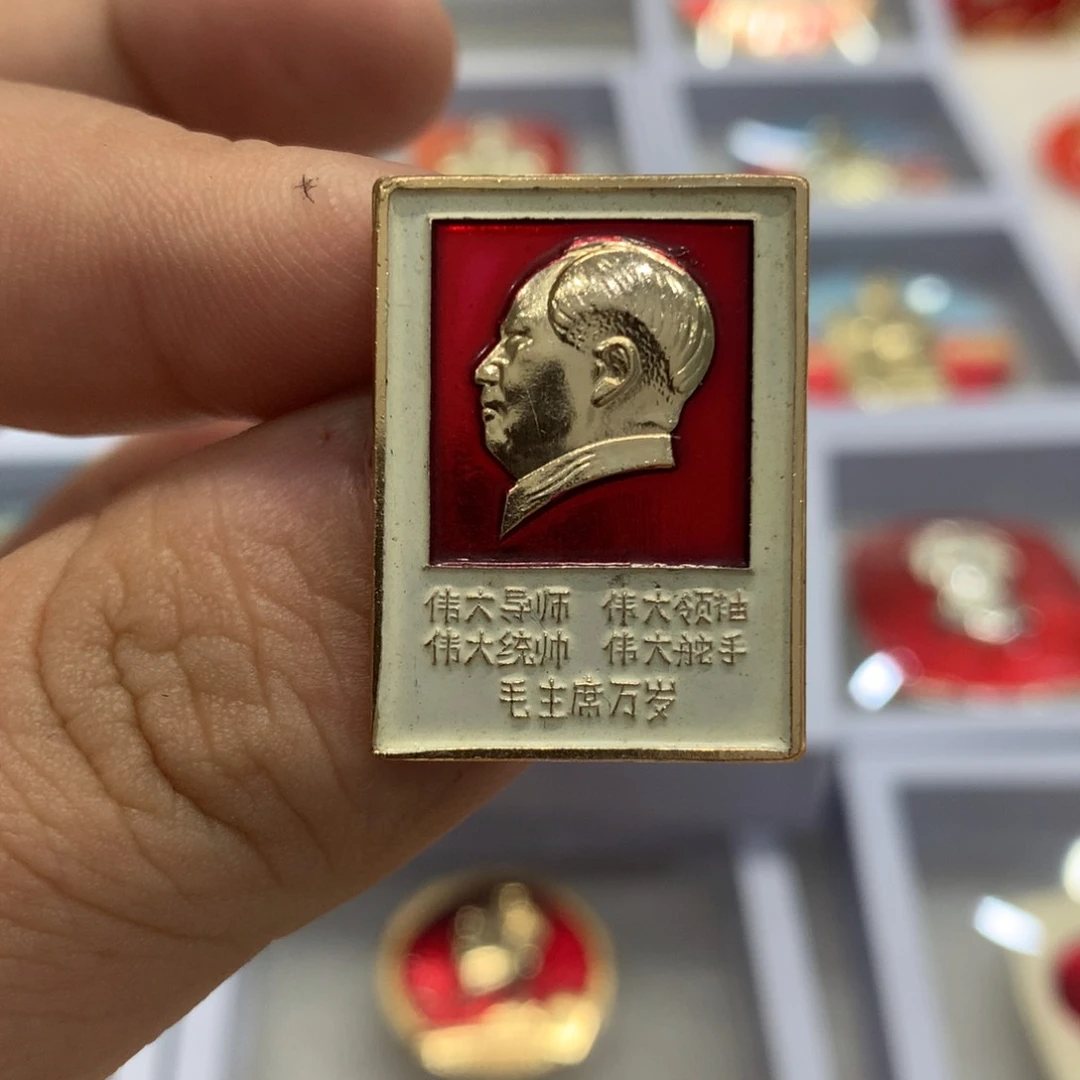 伟大导师 伟大领袖
伟大统帅 伟大舵手
毛主席万岁